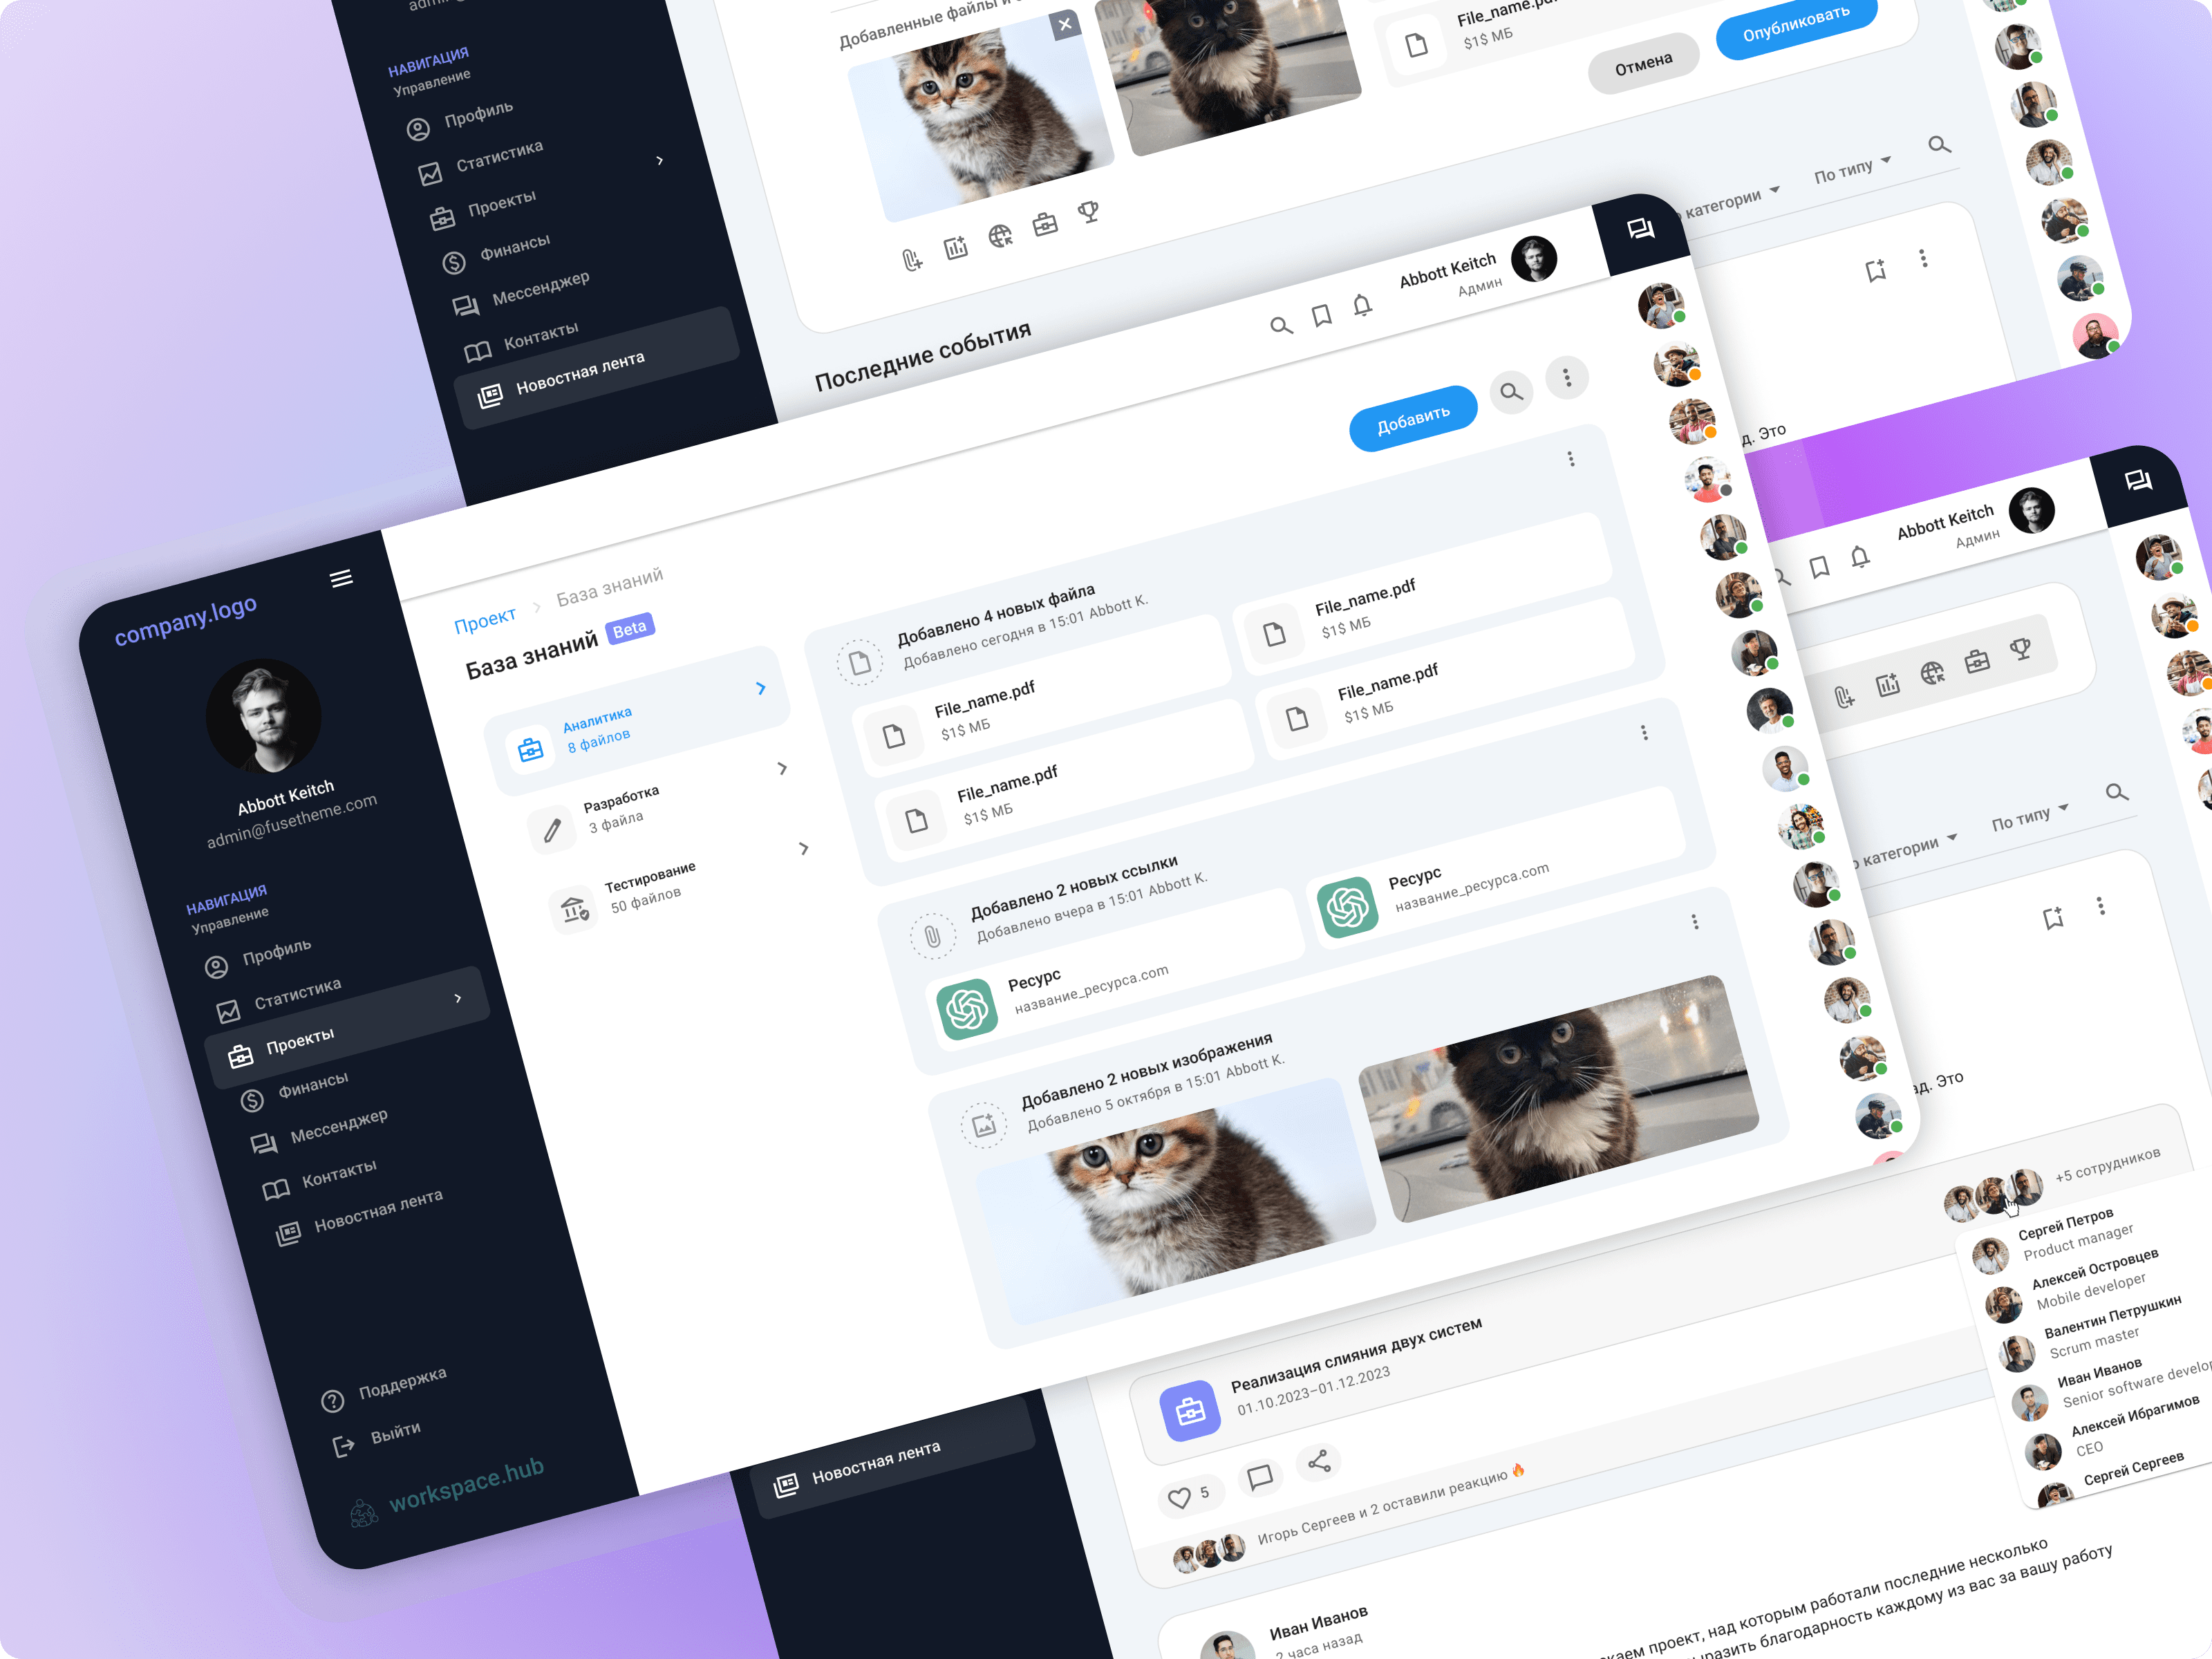 НАВИГАЦИЯ
Управление
Профиль
Статистика
Проекты
Финансы
Мессенджер
Контакты
Новостная лента
Добавленные файлы и
File_name.pdf
$1$ МБ
Отмена
Опубликовать
категории
По типу
Последние события
Это
company.logo
Abbott Keitch
admin@fusetheme.com
НАВИГАЦИЯ
Управление
Профиль
Статистика
Проекты
Финансы
Мессенджер
Контакты
Новостная лента
Поддержка
Выйти
workspace.hub
Abbott Keitch
Админ
Проект
База знаний
База знаний
Beta
Добавить
Аналитика
8 файлов
Разработка
3 файла
Тестирование
50 файлов
Добавлено 4 новых файла
Добавлено сегодня в 15:01 Abbott K.
File_name.pdf
$1$ МБ
File_name.pdf
$1$ МБ
File_name.pdf
$1$ МБ
File_name.pdf
$1$ МБ
Добавлено 2 новых ссылки
Добавлено вчера в 15:01 Abbott K.
Ресурс
название_ресурса.com
Ресурс
название_ресурса.com
Добавлено 2 новых изображения
Добавлено 5 октября в 15:01 Abbott K.
Abbott Keitch
Админ
категории
По типу
Это
+5 сотрудников
Сергей Петров
Product manager
Алексей Островцев
Mobile developer
Валентин Петрушкин
Scrum master
Иван Иванов
Senior software
Алексей Ибрагимов
CEO
Сергей Сергеев
Новостная лента
Реализация слияния двух систем
01.10.2023–01.12.2023
5
Игорь Сергеев и 2 оставили реакцию 🔥
Иван Иванов
2 часа назад
проект, над которым работали последние несколько
благодарность каждому из вас за вашу работу